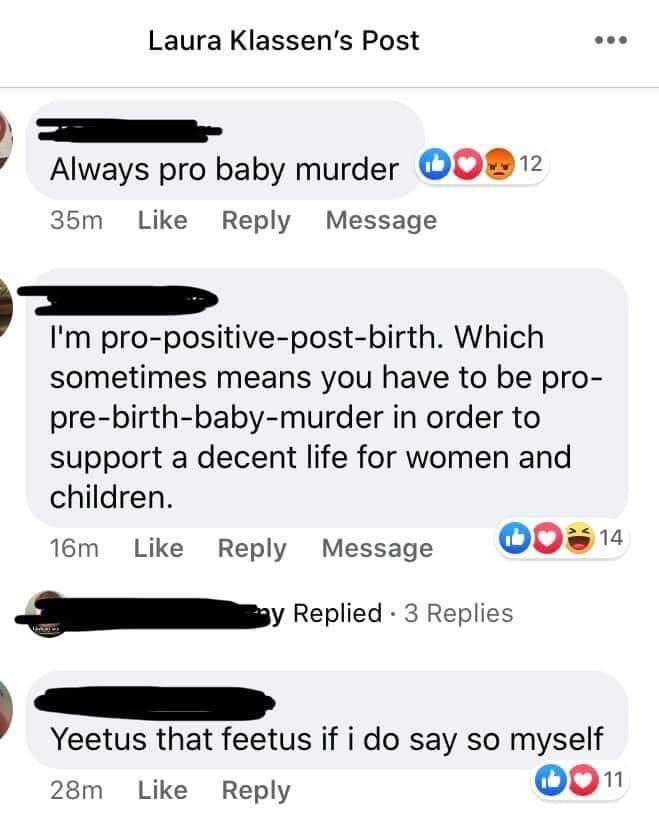 Laura Klassen's Post
Always pro baby murder
12
35m Like Reply Message
I'm pro-positive-post-birth. Which
sometimes means you have to be pro-
pre-birth-baby-murder in order to
support a decent life for women and
children.
14
16m Like Reply Message
Replied · 3 Replies
Yeetus that feetus if i do say so myself
11
28m Like Reply